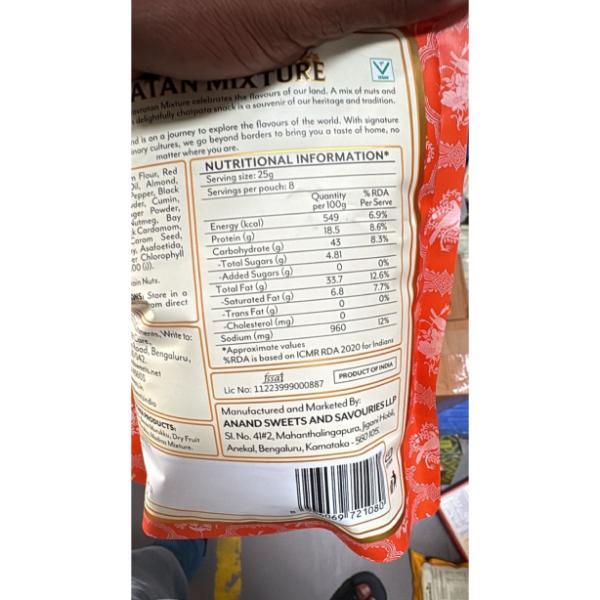 ATAN MIXTURE
VEGAN
Mixture celebrates the flavours of our land. A mix of nuts and
delightfully chatpata snack is a souvenir of our heritage and tradition.
is on a journey to explore the flavours of the world. With signature
cultures, we go beyond borders to bring you a taste of home, no
matter where you are.
Flour, Red
Oil, Almond,
Pepper, Black
Cumin,
Powder,
Nutmeg, Bay
Cardamom,
Carom Seed,
Asafoetida,
Chlorophyll
Nuts.
Store in a
from direct
Write to:
Care,
Road, Bengaluru,
PRODUCTS:
Murukku, Dry Fruit
Mixture.
NUTRITIONAL INFORMATION*
Serving size: 25g
Servings per pouch: 8
Quantity per 100g %RDA Per Serve
Energy (kcal) 549 6.9%
Protein (g) 18.5 8.6%
Carbohydrate (g) 43 8.3%
-Total Sugars (g) 4.81
-Added Sugars (g) 0 0%
Total Fat (g) 33.7 12.6%
-Saturated Fat (g) 6.8 7.7%
-Trans Fat (g) 0 0%
-Cholesterol (mg) 0
Sodium (mg) 960 12%
*Approximate values
%RDA is based on ICMR RDA 2020 for Indians
fssai
Lic No: 11223999000887
PRODUCT OF INDIA
Manufactured and Marketed By:
ANAND SWEETS AND SAVOURIES LLP
Sl. No. 41#2, Mahanthalingapura, Jigani Hobli,
Anekal, Bengaluru, Karnataka - 560105.
069 721080